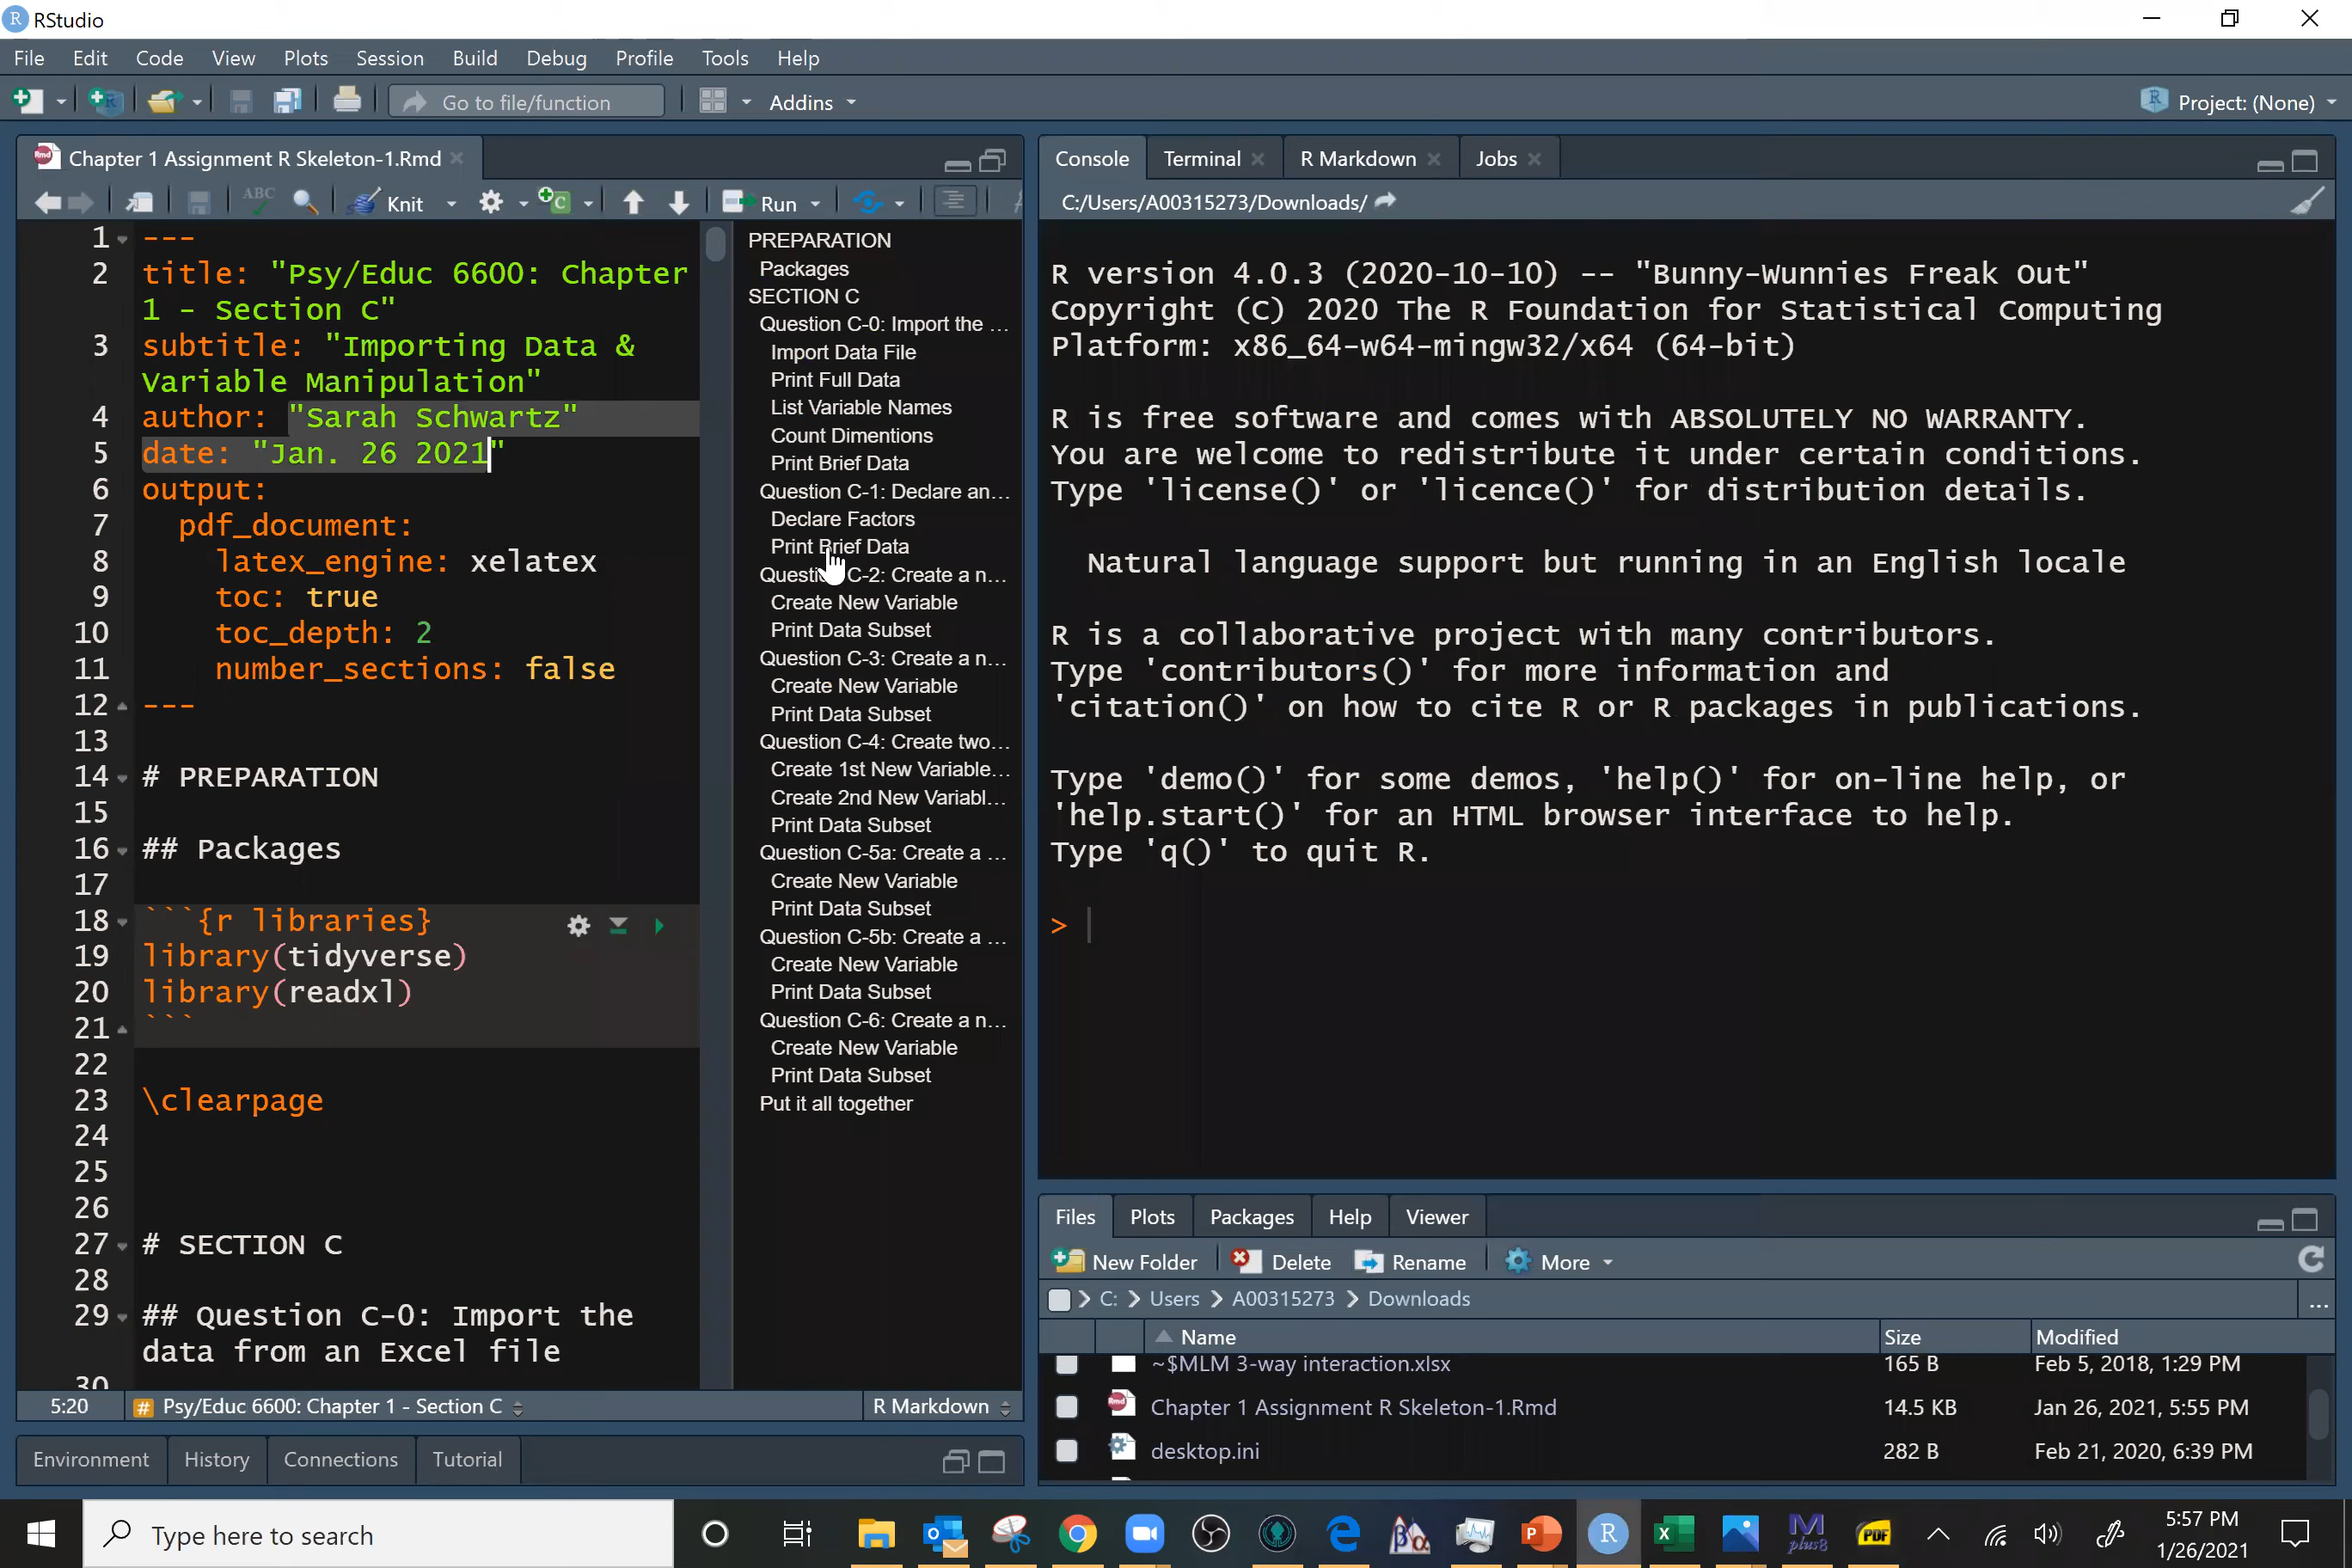 RStudio
File Edit Code View Plots Session Build Debug Profile Tools Help
Go to file/function Addins Project: (None)
Chapter 1 Assignment R Skeleton-1.Rmd
ABC Knit Run
1 ---
2 title: "Psy/Educ 6600: Chapter
1 - Section C"
3 subtitle: "Importing Data &
Variable Manipulation"
4 author: "Sarah Schwartz"
5 date: "Jan. 26 2021"
6 output:
7 pdf_document:
8 latex_engine: xelatex
9 toc: true
10 toc_depth: 2
11 number_sections: false
12 ---
13
14 # PREPARATION
15
16 ## Packages
17
18 ```{r libraries}
19 library(tidyverse)
20 library(readxl)
21 ```
22
23 \clearpage
24
25
26
27 # SECTION C
28
29 ## Question C-0: Import the
data from an Excel file
30
5:20 # Psy/Educ 6600: Chapter 1 - Section C R Markdown
PREPARATION
Packages
SECTION C
Question C-0: Import the ...
Import Data File
Print Full Data
List Variable Names
Count Dimentions
Print Brief Data
Question C-1: Declare an...
Declare Factors
Print Brief Data
Question C-2: Create a n...
Create New Variable
Print Data Subset
Question C-3: Create a n...
Create New Variable
Print Data Subset
Question C-4: Create two...
Create 1st New Variable...
Create 2nd New Variabl...
Print Data Subset
Question C-5a: Create a ...
Create New Variable
Print Data Subset
Question C-5b: Create a ...
Create New Variable
Print Data Subset
Question C-6: Create a n...
Create New Variable
Print Data Subset
Put it all together
Environment History Connections Tutorial
Console Terminal R Markdown Jobs
C:/Users/A00315273/Downloads/
R version 4.0.3 (2020-10-10) -- "Bunny-Wunnies Freak Out"
Copyright (C) 2020 The R Foundation for Statistical Computing
Platform: x86_64-w64-mingw32/x64 (64-bit)
R is free software and comes with ABSOLUTELY NO WARRANTY.
You are welcome to redistribute it under certain conditions.
Type 'license()' or 'licence()' for distribution details.
Natural language support but running in an English locale
R is a collaborative project with many contributors.
Type 'contributors()' for more information and
'citation()' on how to cite R or R packages in publications.
Type 'demo()' for some demos, 'help()' for on-line help, or
'help.start()' for an HTML browser interface to help.
Type 'q()' to quit R.
>
Files Plots Packages Help Viewer
New Folder Delete Rename More
C: Users A00315273 Downloads ...
Name Size Modified
~$MLM 3-way interaction.xlsx 165 B Feb 5, 2018, 1:29 PM
Chapter 1 Assignment R Skeleton-1.Rmd 14.5 KB Jan 26, 2021, 5:55 PM
desktop.ini 282 B Feb 21, 2020, 6:39 PM
Type here to search
5:57 PM
1/26/2021